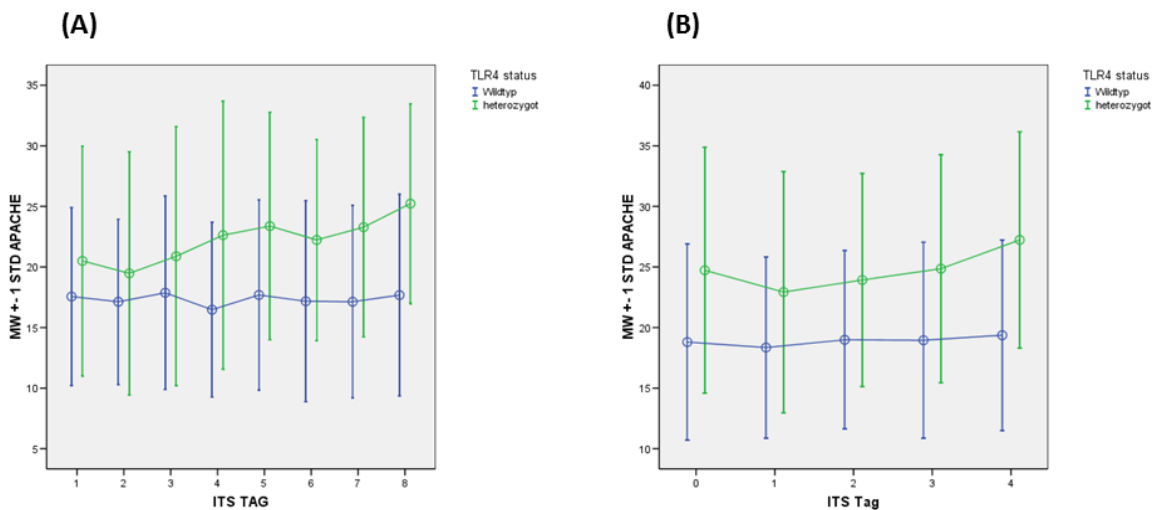 (A)
MW +- 1 STD APACHE
35
30
25
20
15
10
5
1 2 3 4 5 6 7 8
ITS TAG
TLR4 status
Wildtyp
heterozygot
(B)
MW +- 1 STD APACHE
40
35
30
25
20
15
10
0 1 2 3 4
ITS Tag
TLR4 status
Wildtyp
heterozygot